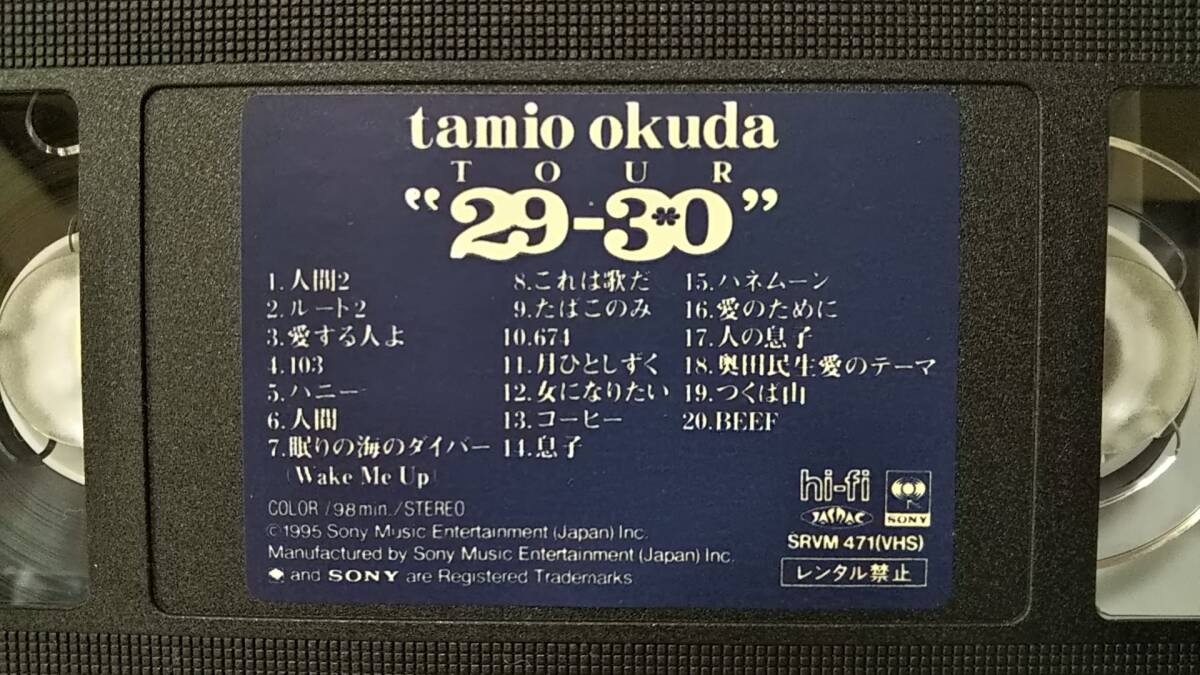 tamio okuda
TOUR
“29-30”
1. 人間2
2. ルート2
3. 愛する人よ
4. 103
5. ハニー
6. 人間
7. 眠りの海のダイバー
(Wake Me Up)
8. これは歌だ
9. たばこのみ
10. 674
11. 月ひとしずく
12. 女になりたい
13. コーヒー
14. 息子
15. ハネムーン
16. 愛のために
17. 人の息子
18. 奥田民生愛のテーマ
19. つくば山
20. BEEF
COLOR / 98 min. / STEREO
© 1995 Sony Music Entertainment (Japan) Inc.
Manufactured by Sony Music Entertainment (Japan) Inc.
and SONY are Registered Trademarks
hi-fi
JASRAC
SONY
SRVM 471(VHS)
レンタル禁止